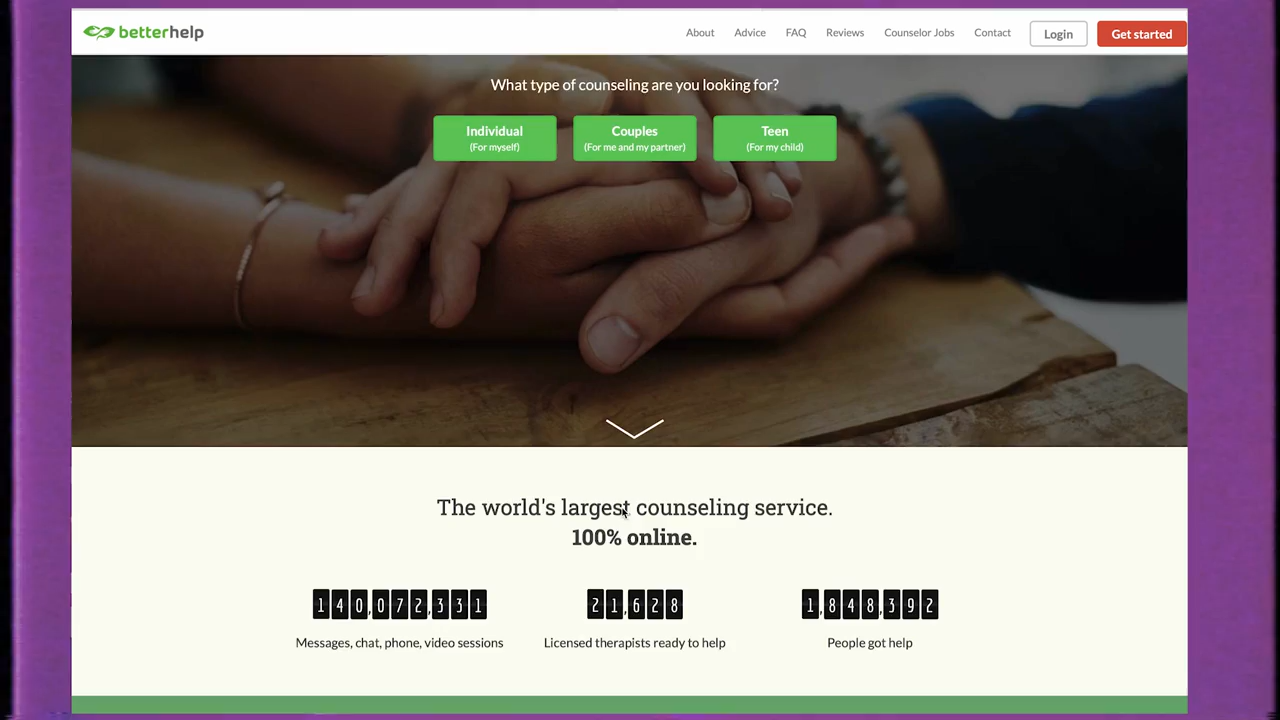 betterhelp
About Advice FAQ Reviews Counselor Jobs Contact Login Get started
What type of counseling are you looking for?
Individual Couples Teen
(For myself) (For me and my partner) (For my child)
The world's largest counseling service.
100% online.
140,072,331 21,628 1,848,392
Messages, chat, phone, video sessions Licensed therapists ready to help People got help